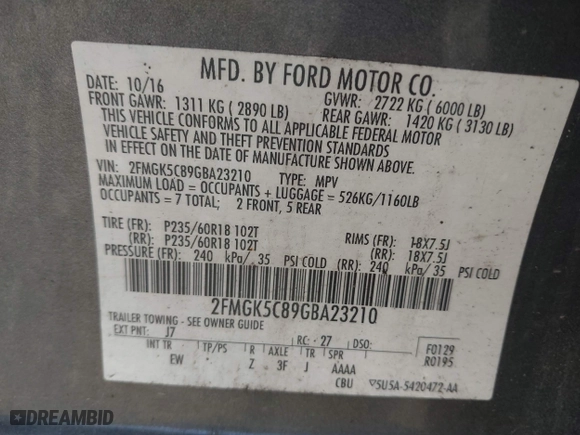 MFD. BY FORD MOTOR CO.
DATE: 10/16 GVWR: 2722 KG ( 6000 LB)
FRONT GAWR: 1311 KG ( 2890 LB) REAR GAWR: 1420 KG ( 3130 LB)
THIS VEHICLE CONFORMS TO ALL APPLICABLE FEDERAL MOTOR
VEHICLE SAFETY AND THEFT PREVENTION STANDARDS
IN EFFECT ON THE DATE OF MANUFACTURE SHOWN ABOVE.
VIN: 2FMGK5C89GBA23210 TYPE: MPV
MAXIMUM LOAD = OCCUPANTS + LUGGAGE = 526KG/1160LB
OCCUPANTS = 7 TOTAL; 2 FRONT, 5 REAR
TIRE (FR): P235/60R18 102T RIMS (FR): 18X7.5J
(RR): P235/60R18 102T (RR): 18X7.5J
PRESSURE (FR): 240 kPa/ 35 PSI COLD (RR): 240 kPa/ 35 PSI COLD
2FMGK5C89GBA23210
TRAILER TOWING - SEE OWNER GUIDE
EXT PNT: J7 RC: 27 DSO:
F0129
R0195
INT TR TP/PS R AXLE TR SPR
EW Z 3F J AAAA
CBU
5U5A-5420472-AA
DREAMBID